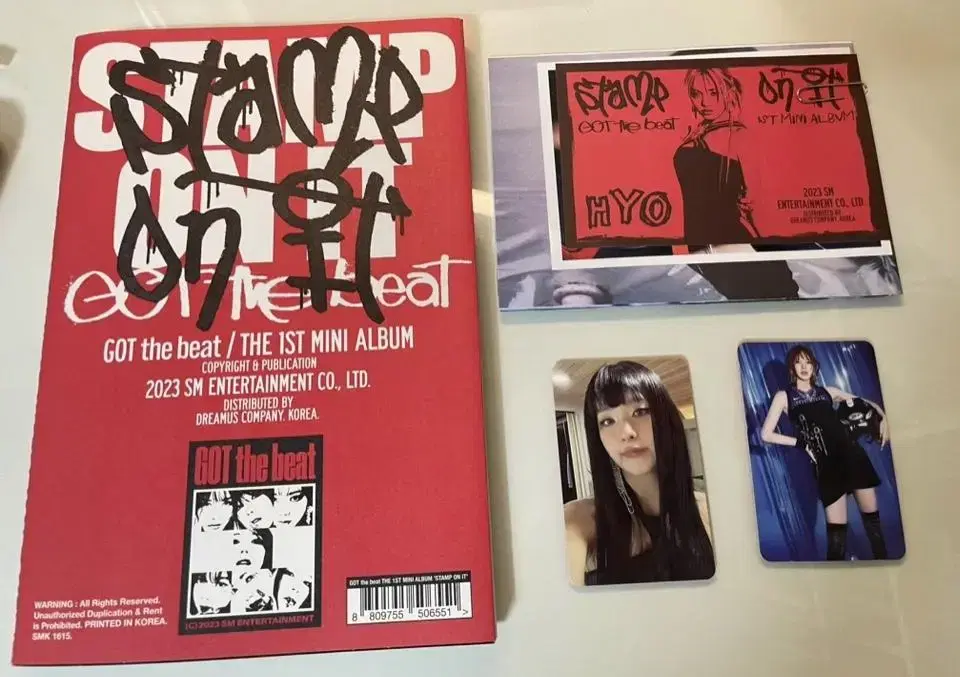 STAMP
ON IT
stamp
on it
GOT the beat
GOT the beat / THE 1ST MINI ALBUM
COPYRIGHT & PUBLICATION
2023 SM ENTERTAINMENT CO., LTD.
DISTRIBUTED BY
DREAMUS COMPANY. KOREA.
GOT the beat
(C)2023 SM ENTERTAINMENT
WARNING : All Rights Reserved.
Unauthorized Duplication & Rent
is Prohibited. PRINTED IN KOREA.
SMK 1615.
GOT the beat THE 1ST MINI ALBUM 'STAMP ON IT'
8 809755 506551 >
stamp on it
GOT the beat 1ST MINI ALBUM
HYO
2023 SM
ENTERTAINMENT CO., LTD
DISTRIBUTED BY
DREAMUS COMPANY. KOREA